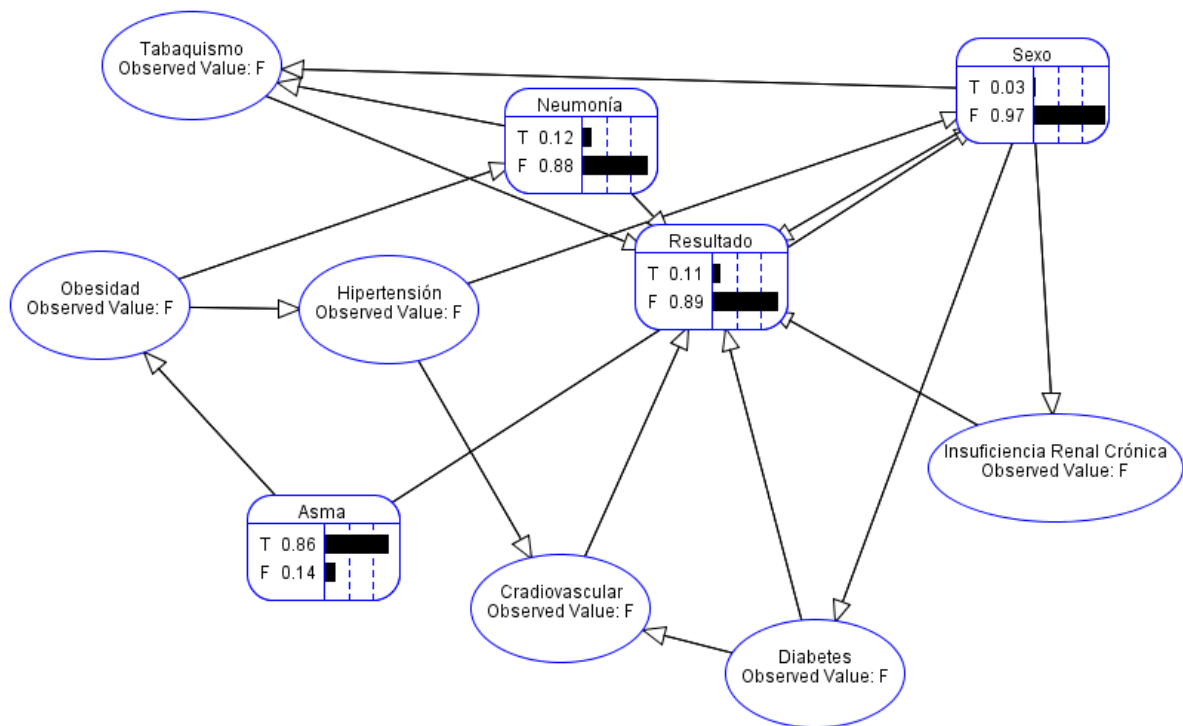 Tabaquismo
Observed Value: F
Sexo
T 0.03
F 0.97
Neumonía
T 0.12
F 0.88
Resultado
T 0.11
F 0.89
Obesidad
Observed Value: F
Hipertensión
Observed Value: F
Insuficiencia Renal Crónica
Observed Value: F
Asma
T 0.86
F 0.14
Cradiovascular
Observed Value: F
Diabetes
Observed Value: F